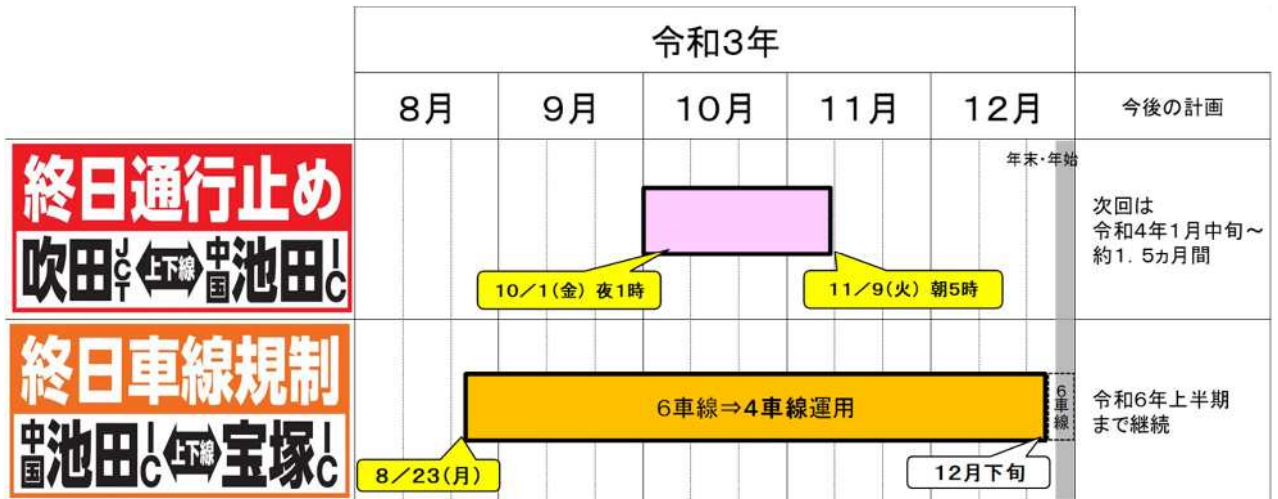 令和3年
8月 9月 10月 11月 12月 今後の計画
年末・年始
終日通行止め
吹田JCT 上下線 中国池田IC
10/1(金) 夜1時
11/9(火) 朝5時
次回は
令和4年1月中旬~
約1.5ヵ月間
終日車線規制
中国池田IC 上下線 宝塚IC
6車線⇒4車線運用
6車線
8/23(月)
12月下旬
令和6年上半期
まで継続